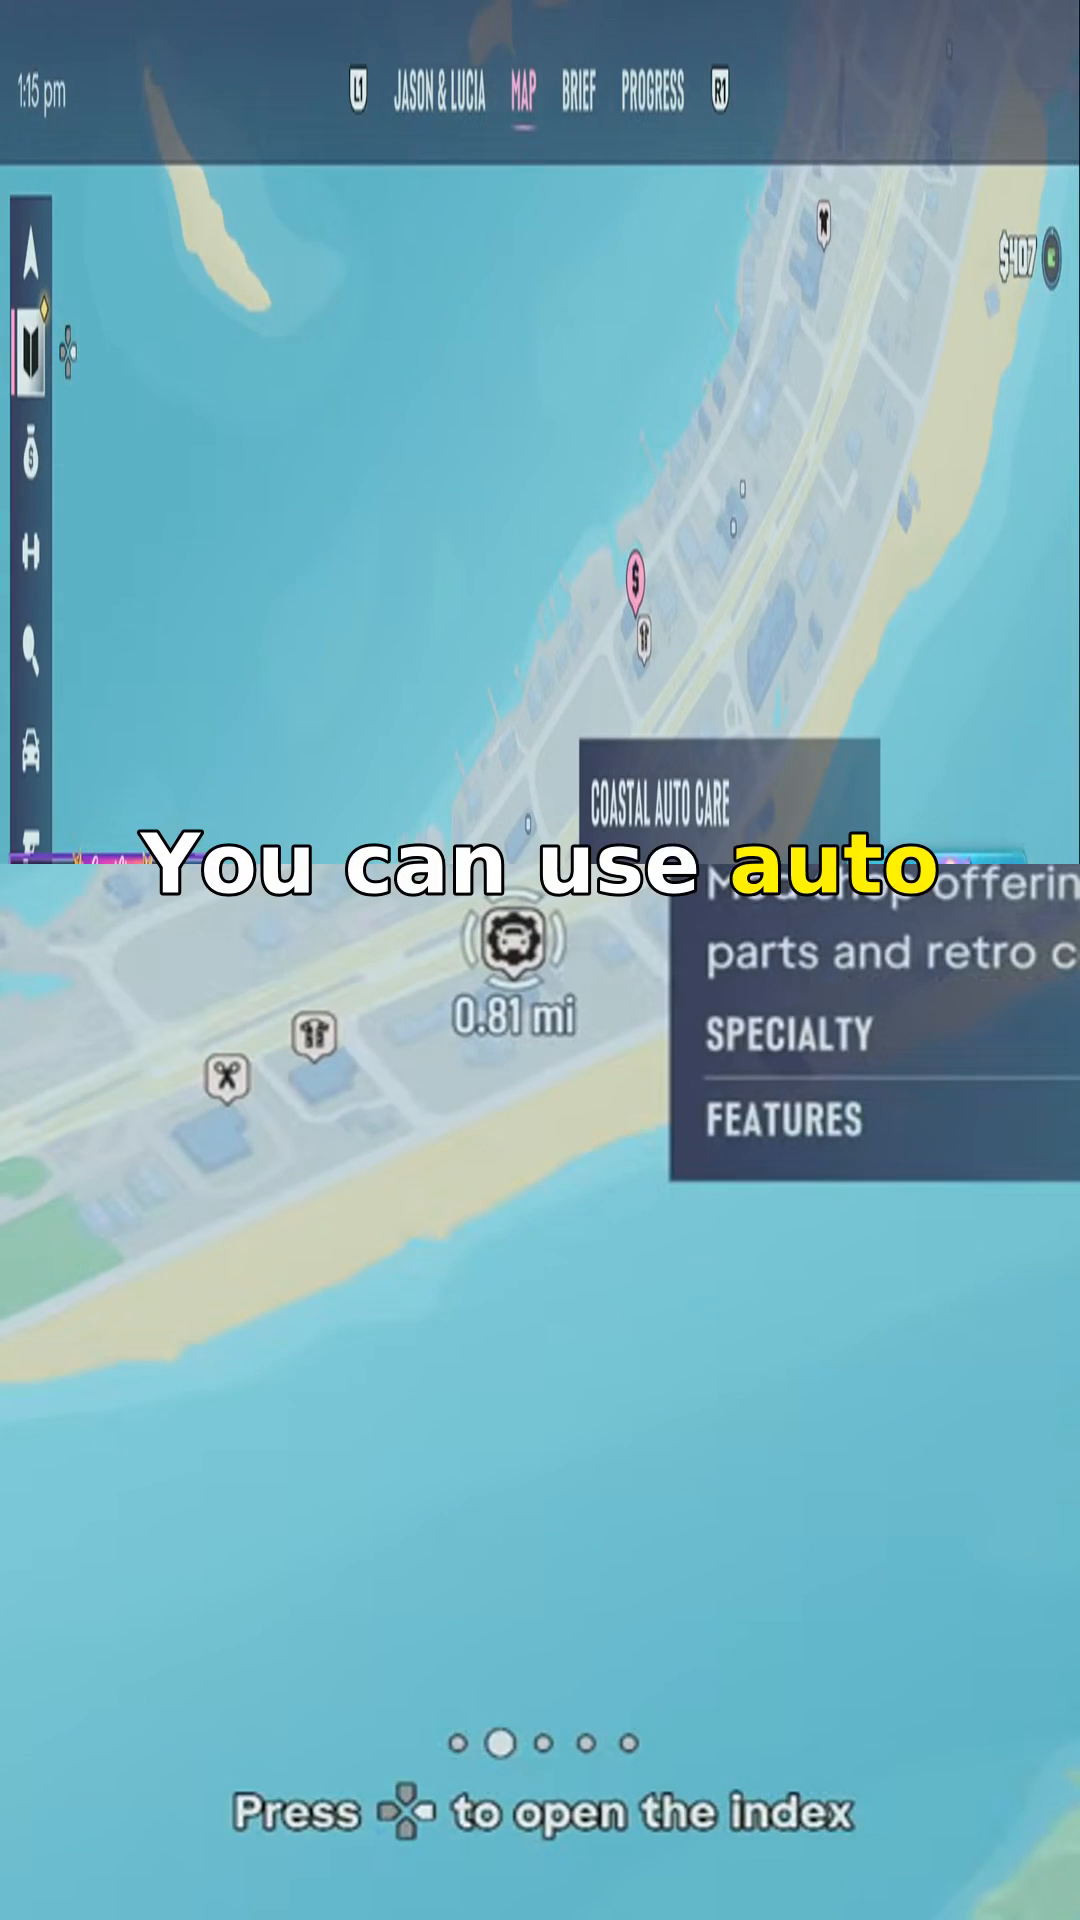 1:15 pm
L1 JASON & LUCIA MAP BRIEF PROGRESS R1
$407
COASTAL AUTO CARE
You can use auto
parts and retro c
0.81 mi
SPECIALTY
FEATURES
Press to open the index